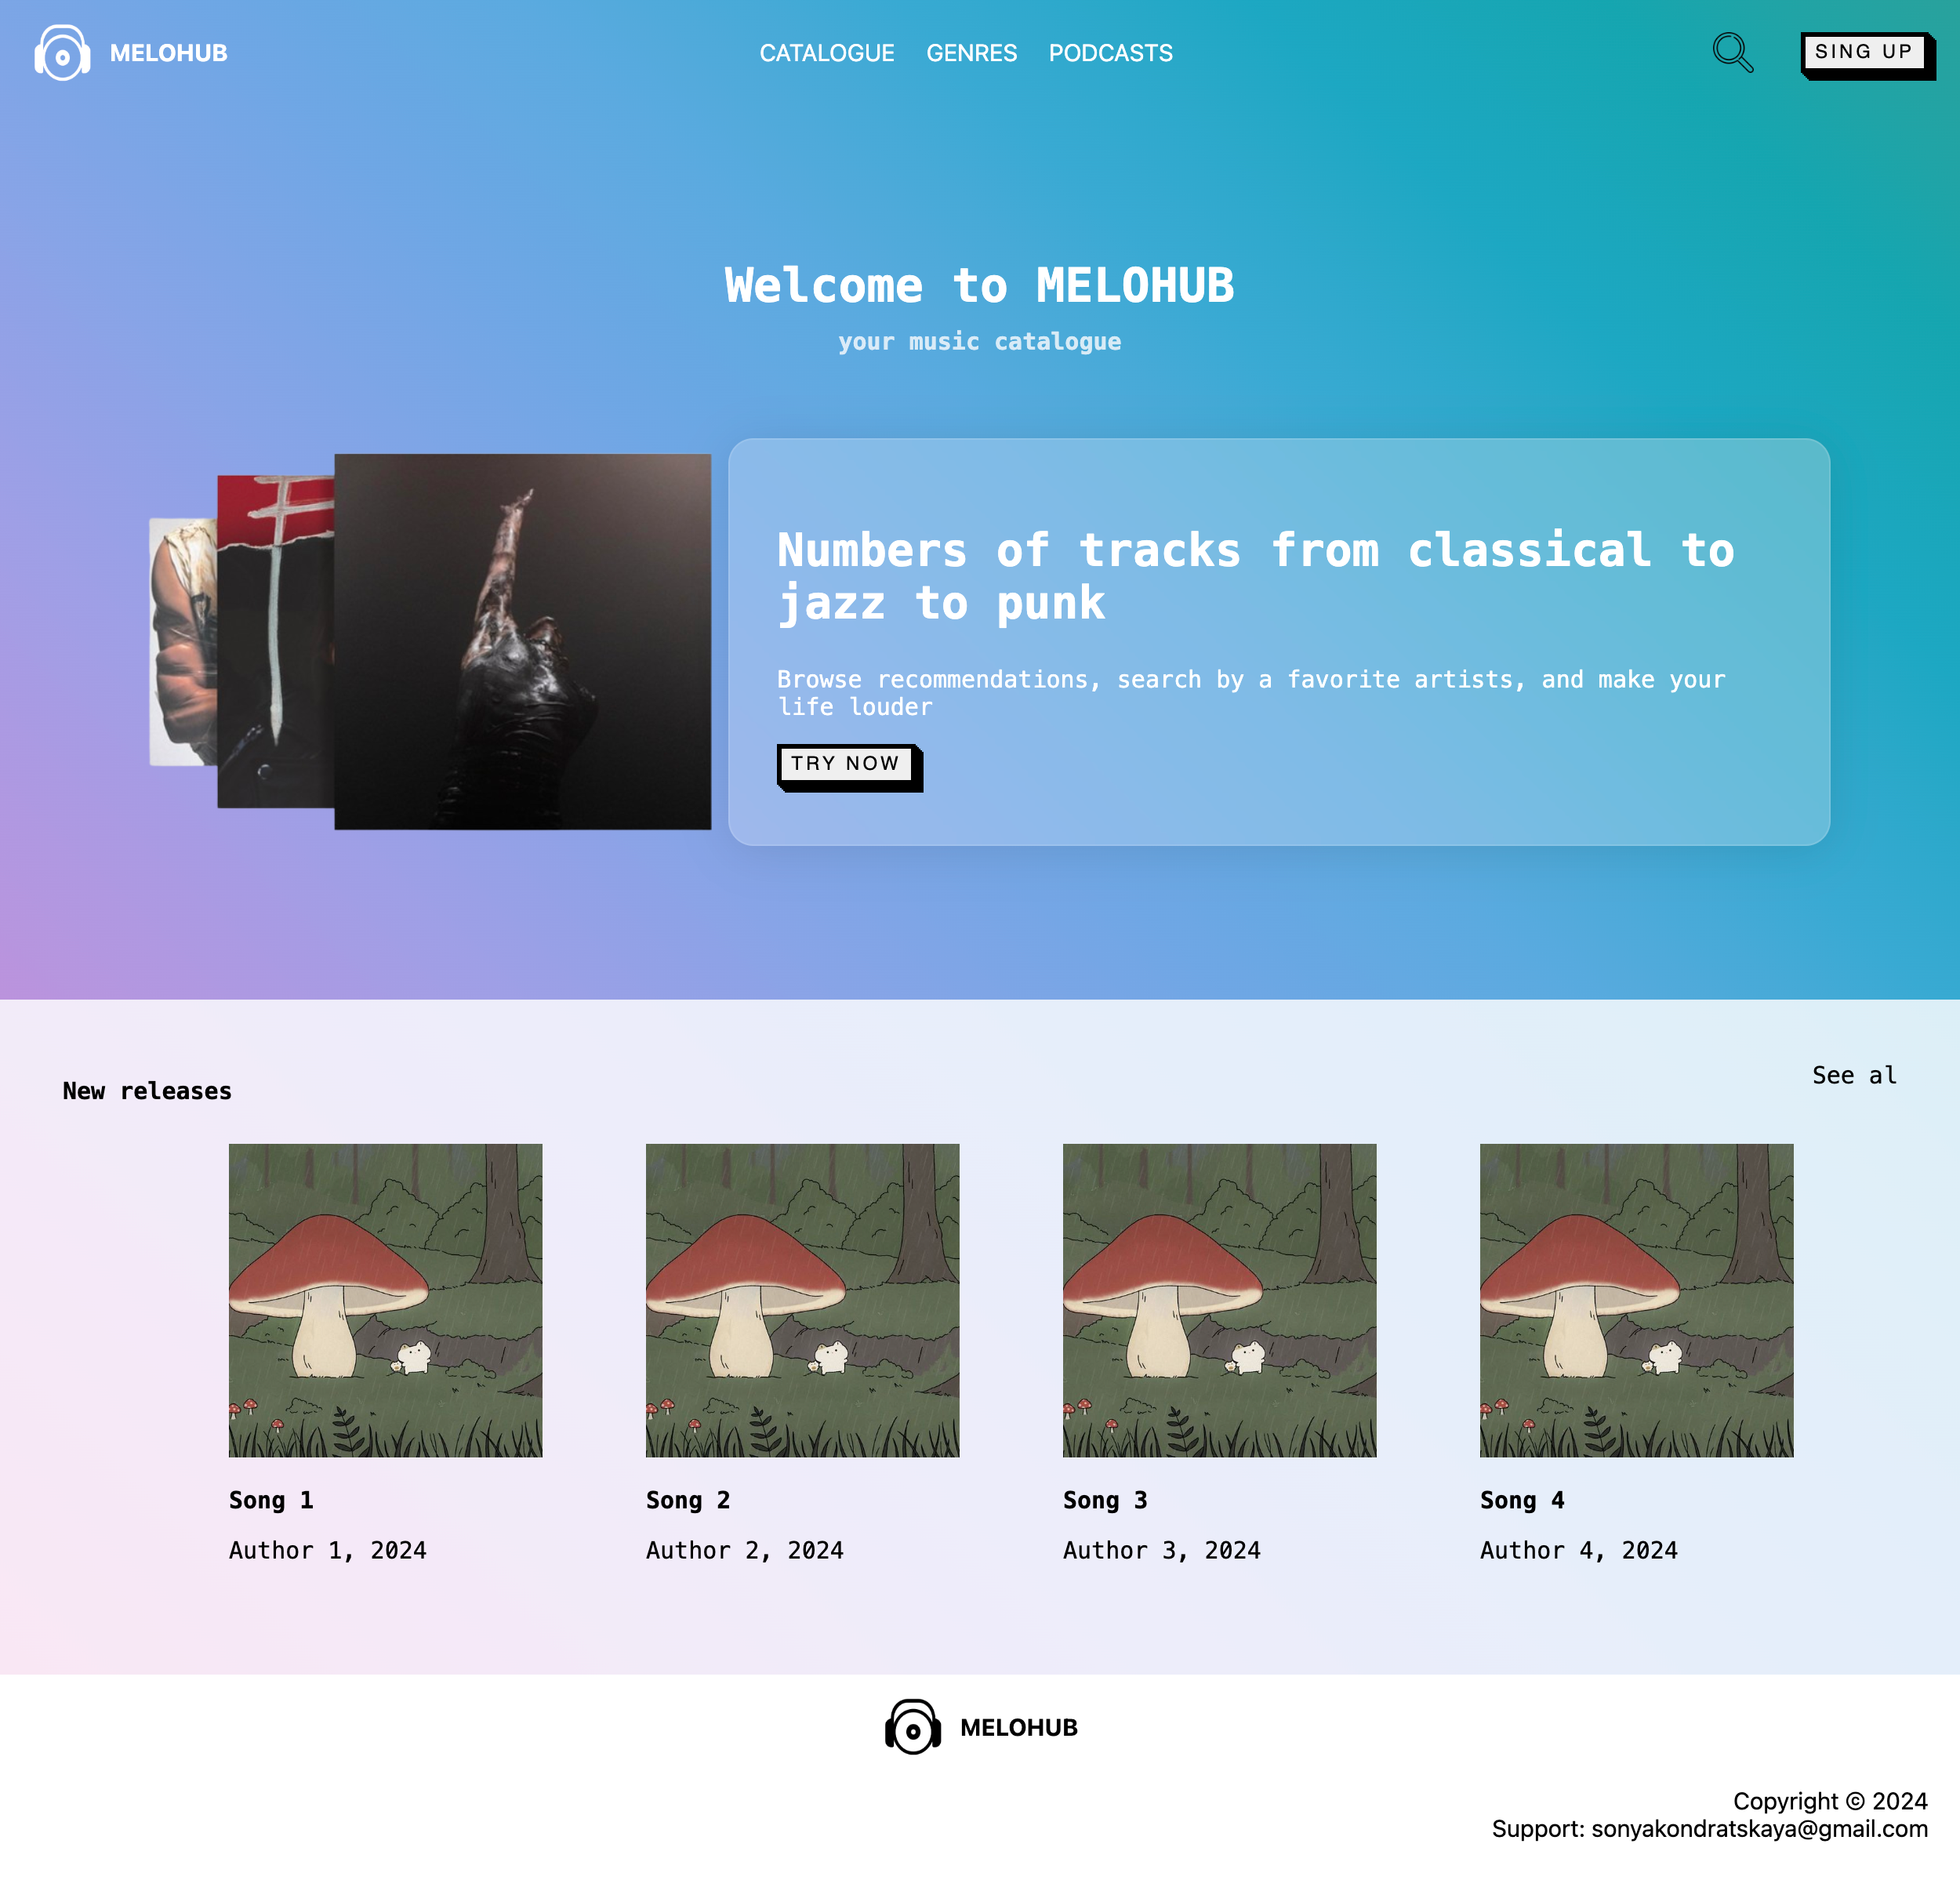 MELOHUB
CATALOGUE GENRES PODCASTS
SING UP
Welcome to MELOHUB
your music catalogue
Numbers of tracks from classical to
jazz to punk
Browse recommendations, search by a favorite artists, and make your
life louder
TRY NOW
New releases
See al
Song 1
Author 1, 2024
Song 2
Author 2, 2024
Song 3
Author 3, 2024
Song 4
Author 4, 2024
MELOHUB
Copyright © 2024
Support: sonyakondratskaya@gmail.com